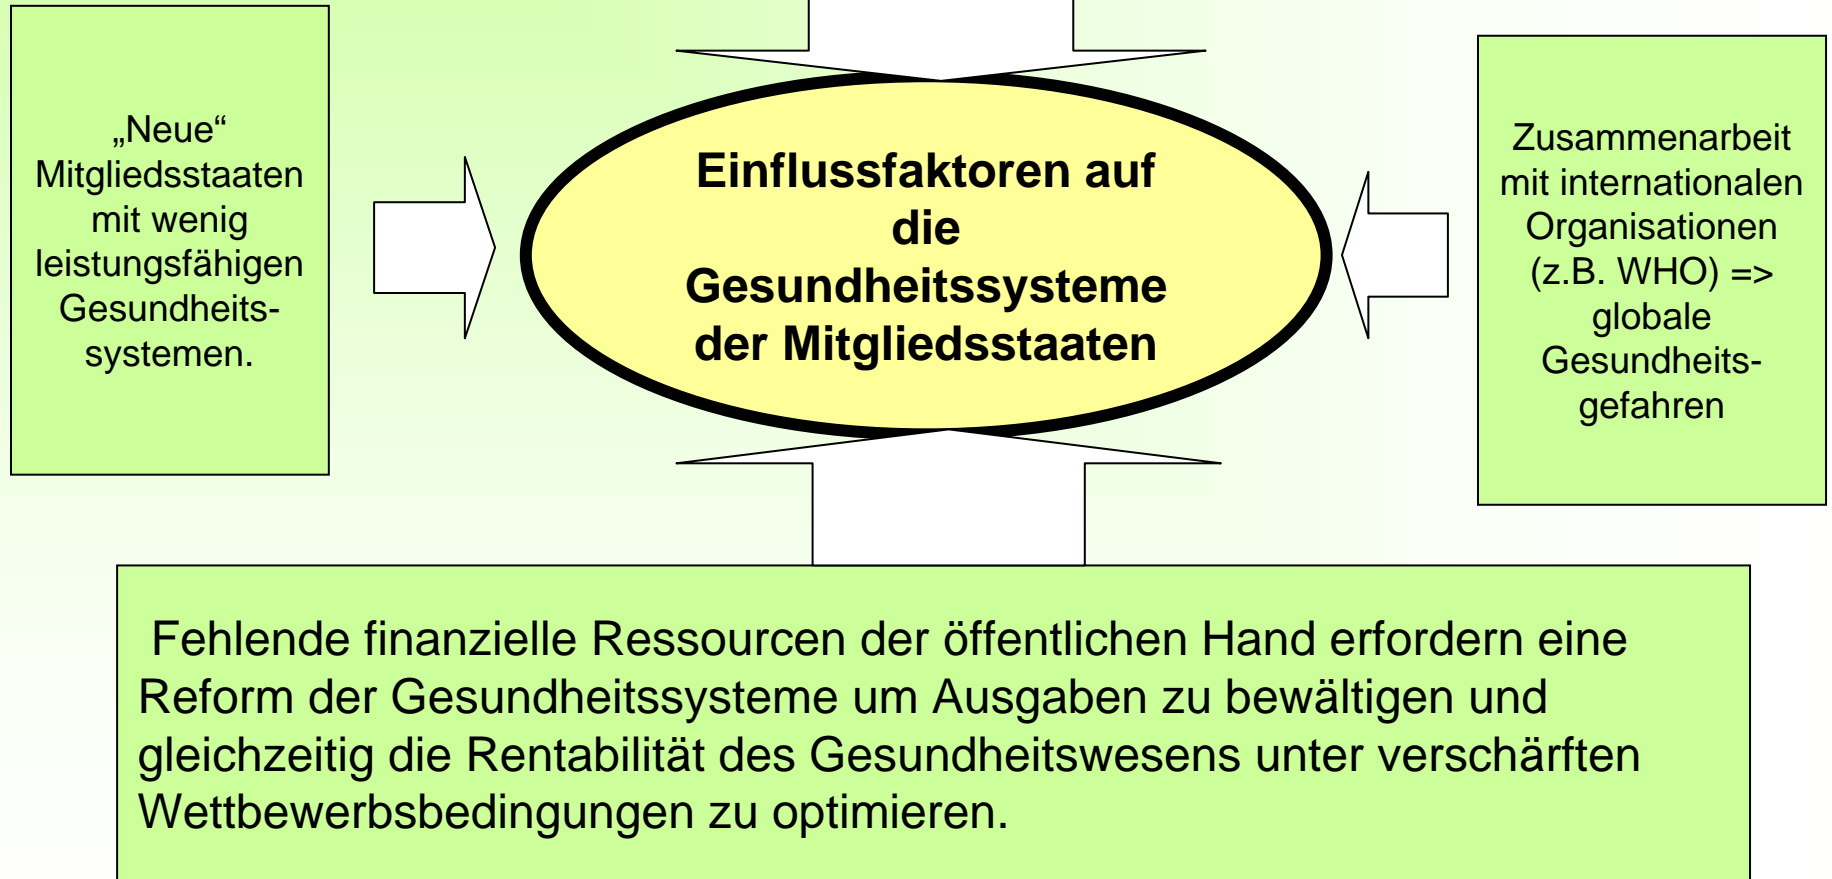 „Neue“
Mitgliedsstaaten
mit wenig
leistungsfähigen
Gesundheits-
systemen.
Einflussfaktoren auf
die
Gesundheitssysteme
der Mitgliedsstaaten
Zusammenarbeit
mit internationalen
Organisationen
(z.B. WHO) =>
globale
Gesundheits-
gefahren
Fehlende finanzielle Ressourcen der öffentlichen Hand erfordern eine
Reform der Gesundheitssysteme um Ausgaben zu bewältigen und
gleichzeitig die Rentabilität des Gesundheitswesens unter verschärften
Wettbewerbsbedingungen zu optimieren.